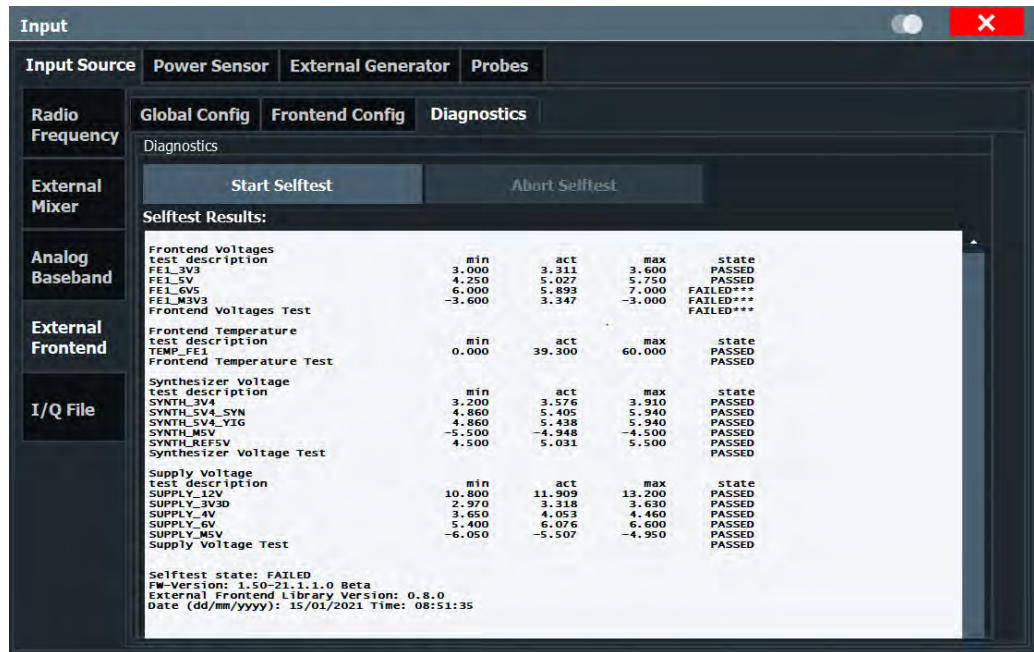 Input
Input Source Power Sensor External Generator Probes
Global Config Frontend Config Diagnostics
Radio
Frequency
External
Mixer
Analog
Baseband
External
Frontend
I/Q File
Diagnostics
Start Selftest Abort Selftest
Selftest Results:
Frontend Voltages
test description min act max state
FE1_3V3 3.000 3.311 3.600 PASSED
FE1_5V 4.250 5.027 5.750 PASSED
FE1_6V5 6.000 5.893 7.000 FAILED***
FE1_M3V3 -3.600 3.347 -3.000 FAILED***
Frontend Voltages Test FAILED***
Frontend Temperature
test description min act max state
TEMP_FE1 0.000 39.300 60.000 PASSED
Frontend Temperature Test PASSED
Synthesizer Voltage
test description min act max state
SYNTH_3V4 3.200 3.576 3.910 PASSED
SYNTH_5V4_SYN 4.860 5.405 5.940 PASSED
SYNTH_5V4_YIG 4.860 5.438 5.940 PASSED
SYNTH_M5V -5.500 -4.948 -4.500 PASSED
SYNTH_REF5V 4.500 5.031 5.500 PASSED
Synthesizer Voltage Test PASSED
Supply Voltage
test description min act max state
SUPPLY_12V 10.800 11.909 13.200 PASSED
SUPPLY_3V3D 2.970 3.318 3.630 PASSED
SUPPLY_4V 3.650 4.053 4.460 PASSED
SUPPLY_6V 5.400 6.076 6.600 PASSED
SUPPLY_M5V -6.050 -5.507 -4.950 PASSED
Supply Voltage Test PASSED
Selftest state: FAILED
FW-Version: 1.50-21.1.1.0 Beta
External Frontend Library Version: 0.8.0
Date (dd/mm/yyyy): 15/01/2021 Time: 08:51:35